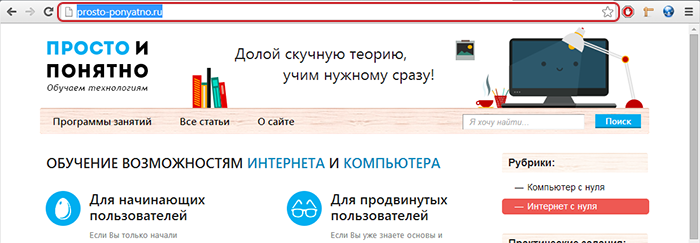 prosto-ponyatno.ru
ПРОСТО И
ПОНЯТНО
Обучаем технологиям
Долой скучную теорию,
учим нужному сразу!
Программы занятий Все статьи О сайте Я хочу найти... Поиск
ОБУЧЕНИЕ ВОЗМОЖНОСТЯМ ИНТЕРНЕТА И КОМПЬЮТЕРА
Для начинающих
пользователей
Если Вы только начали
Для продвинутых
пользователей
Если Вы уже знаете основы и
Рубрики:
— Компьютер с нуля
— Интернет с нуля